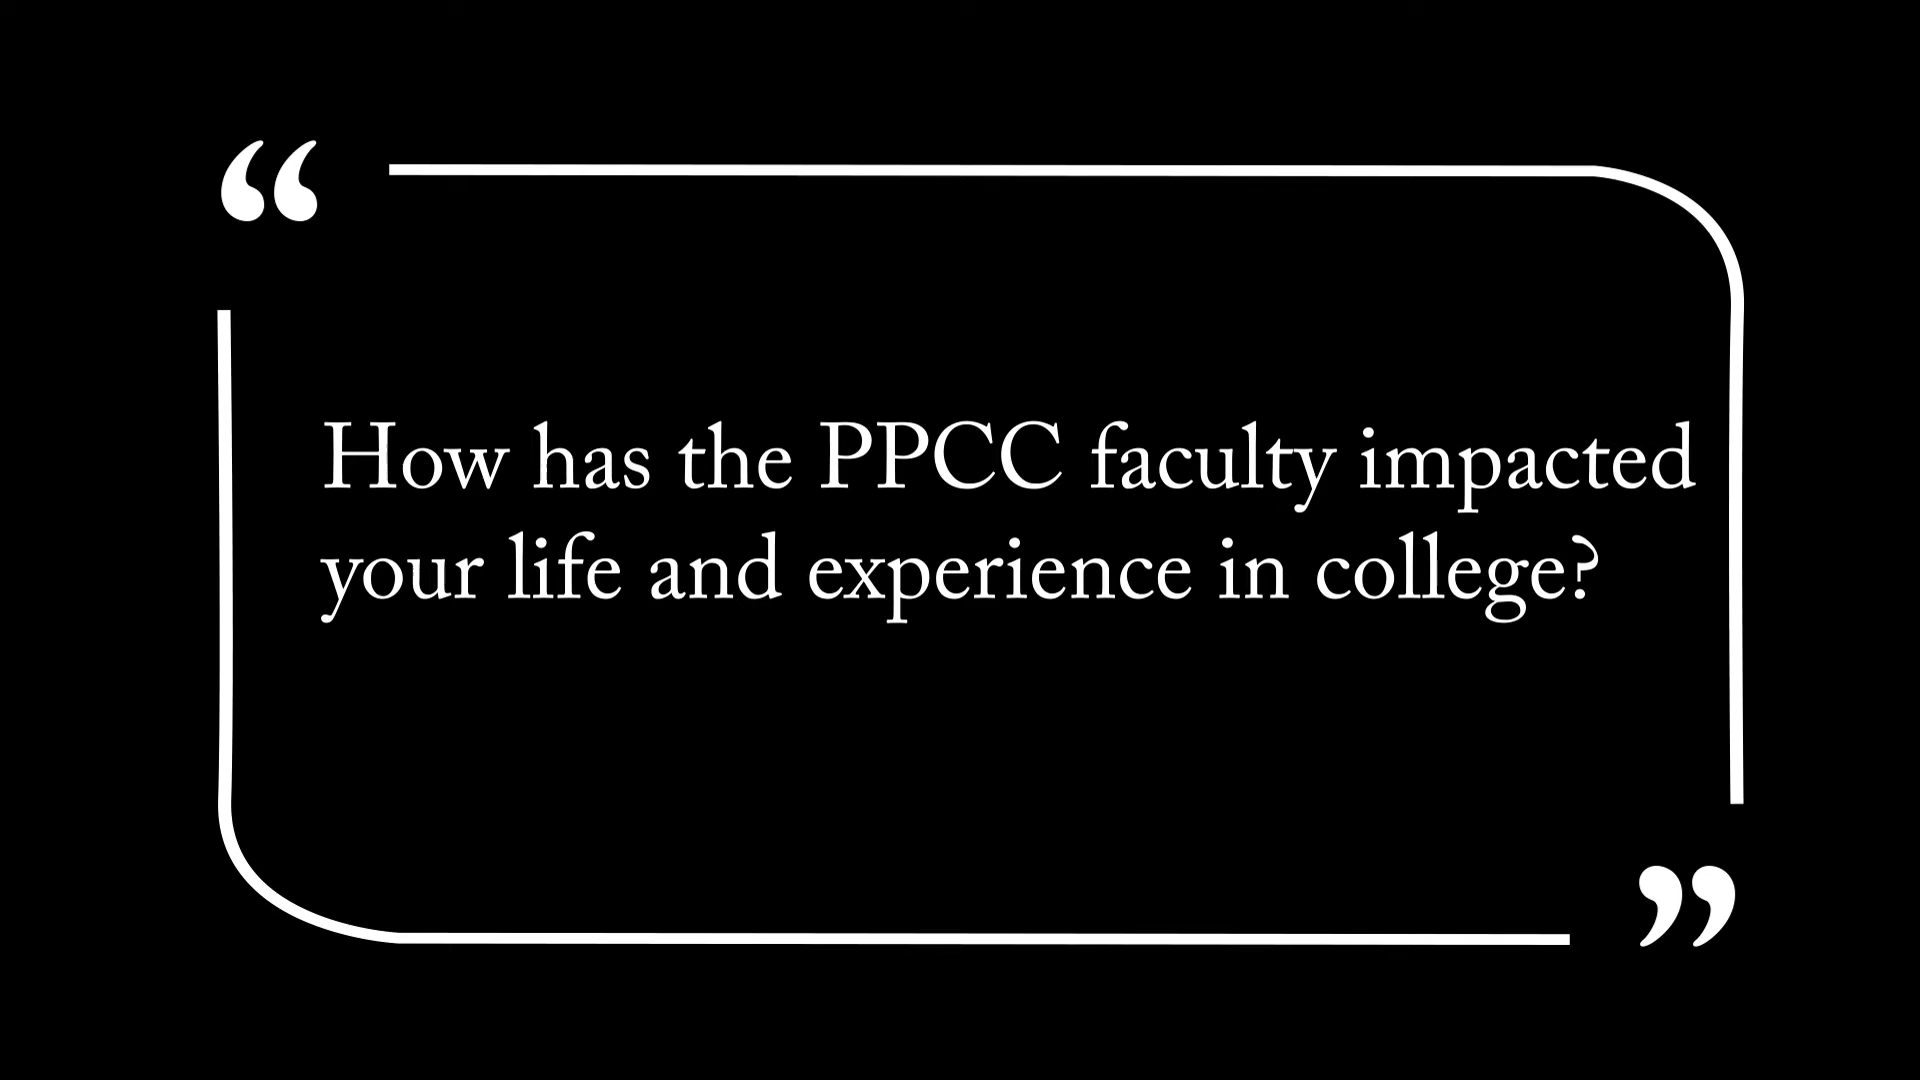 “
How has the PPCC faculty impacted
your life and experience in college?
”